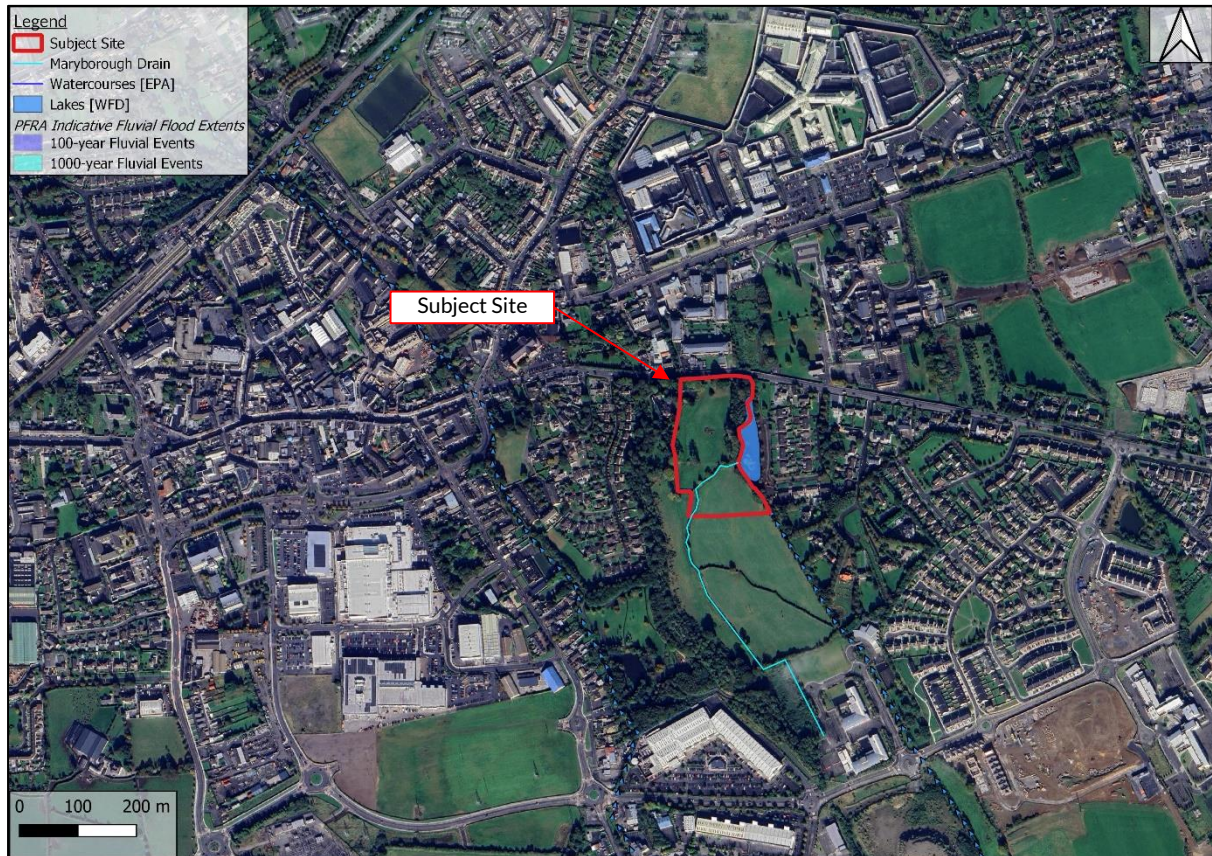 Legend
Subject Site
Maryborough Drain
Watercourses [EPA]
Lakes [WFD]
PFRA Indicative Fluvial Flood Extents
100-year Fluvial Events
1000-year Fluvial Events
Subject Site
0 100 200 m